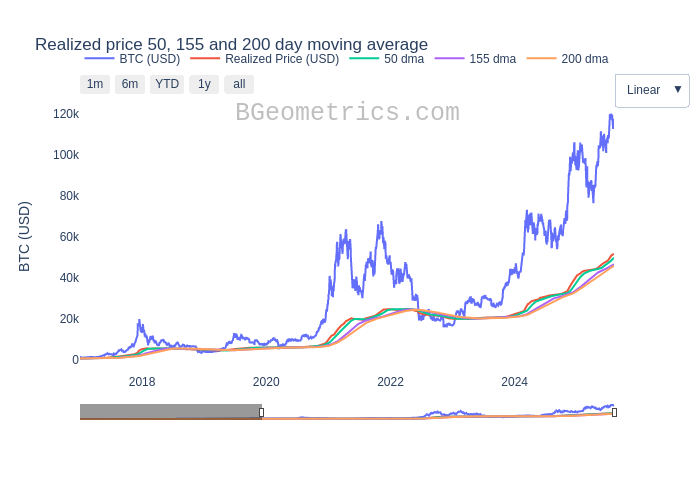 Realized price 50, 155 and 200 day moving average
BTC (USD) Realized Price (USD) 50 dma 155 dma 200 dma
1m 6m YTD 1y all
Linear ▼
BGeometrics.com
120k
100k
80k
60k
40k
20k
0
BTC (USD)
2018 2020 2022 2024